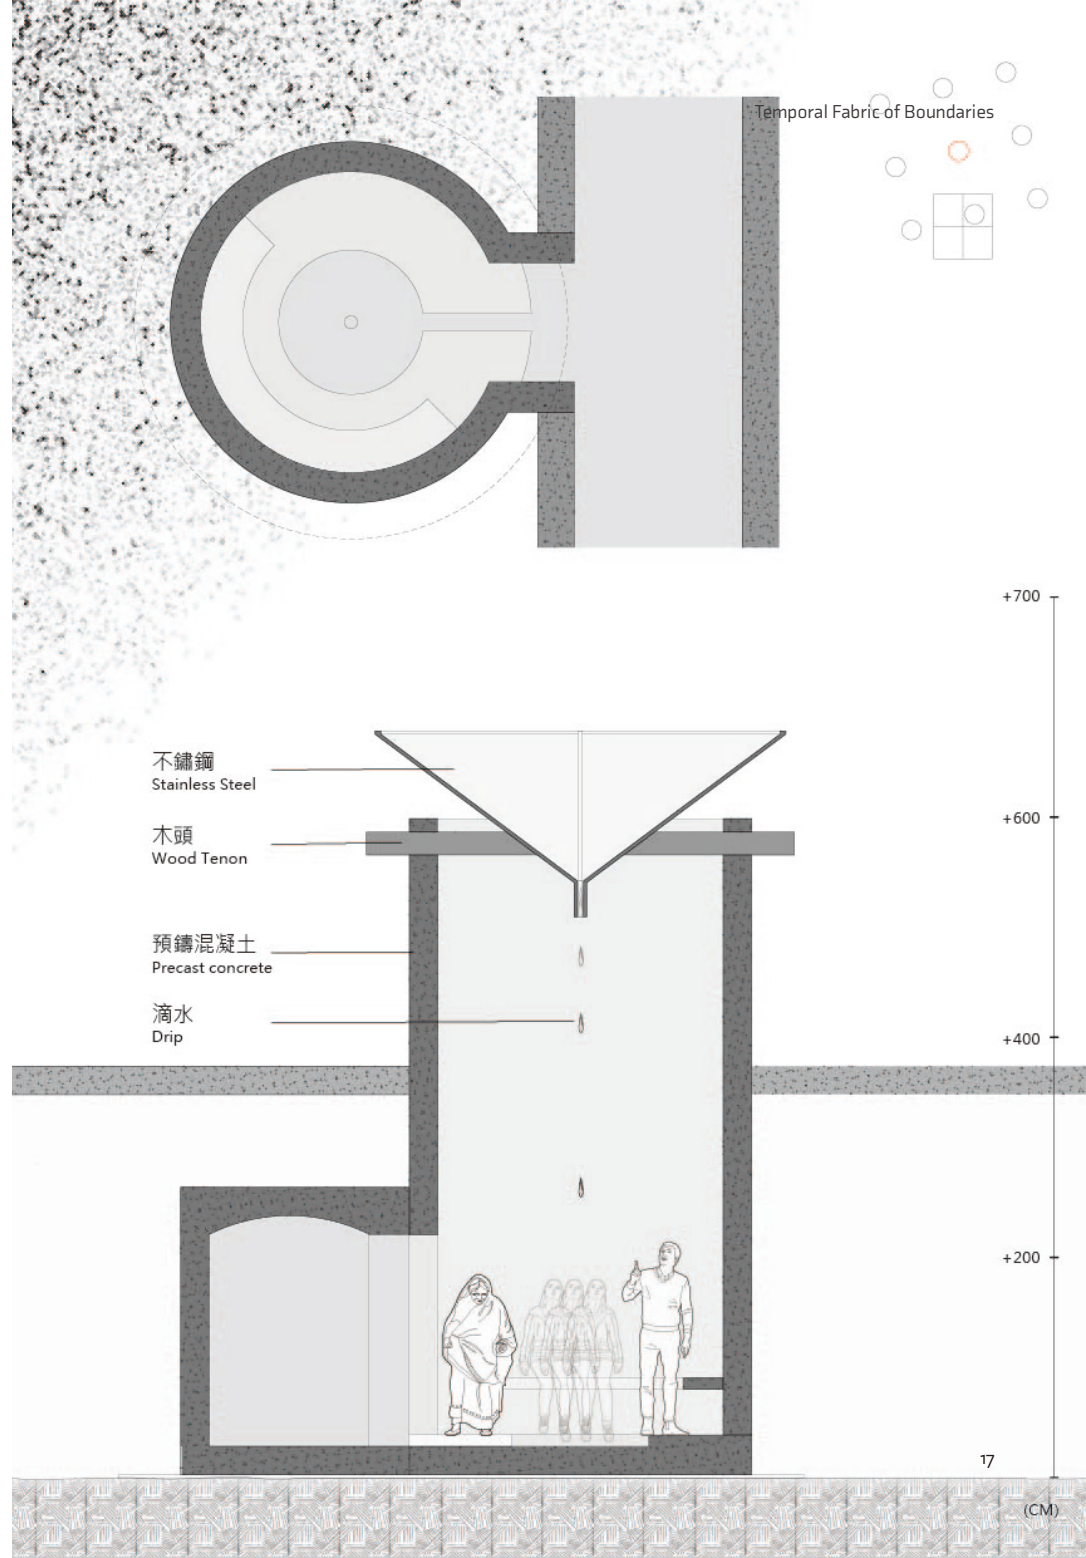 Temporal Fabric of Boundaries
+700
不鏽鋼
Stainless Steel
+600
木頭
Wood Tenon
預鑄混凝土
Precast concrete
滴水
Drip
+400
+200
17
(CM)